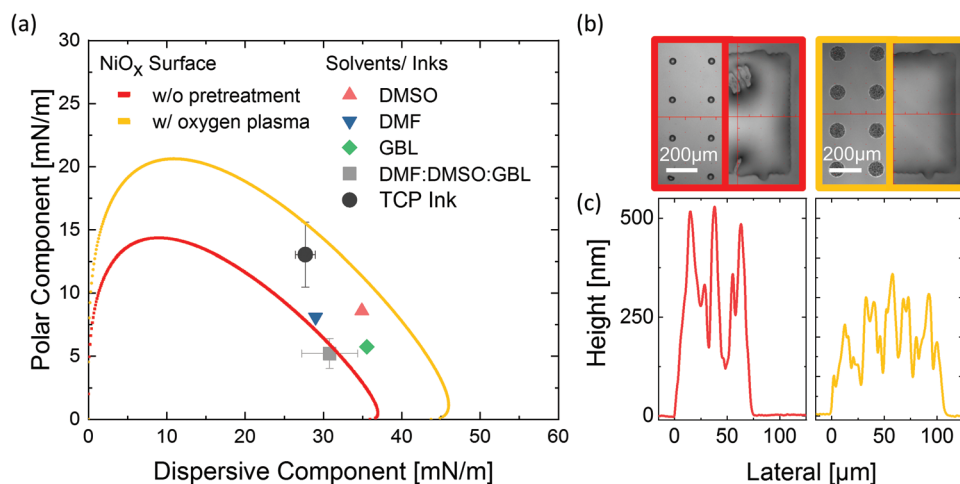 (a)
30
25
20
15
10
5
0
0
10
20
30
40
50
60
Polar Component [mN/m]
Dispersive Component [mN/m]
NiOₓ Surface
w/o pretreatment
w/ oxygen plasma
Solvents/ Inks
DMSO
DMF
GBL
DMF:DMSO:GBL
TCP Ink
(b)
200µm
200µm
(c)
500
250
0
Height [nm]
0
50
100
0
50
100
Lateral [µm]